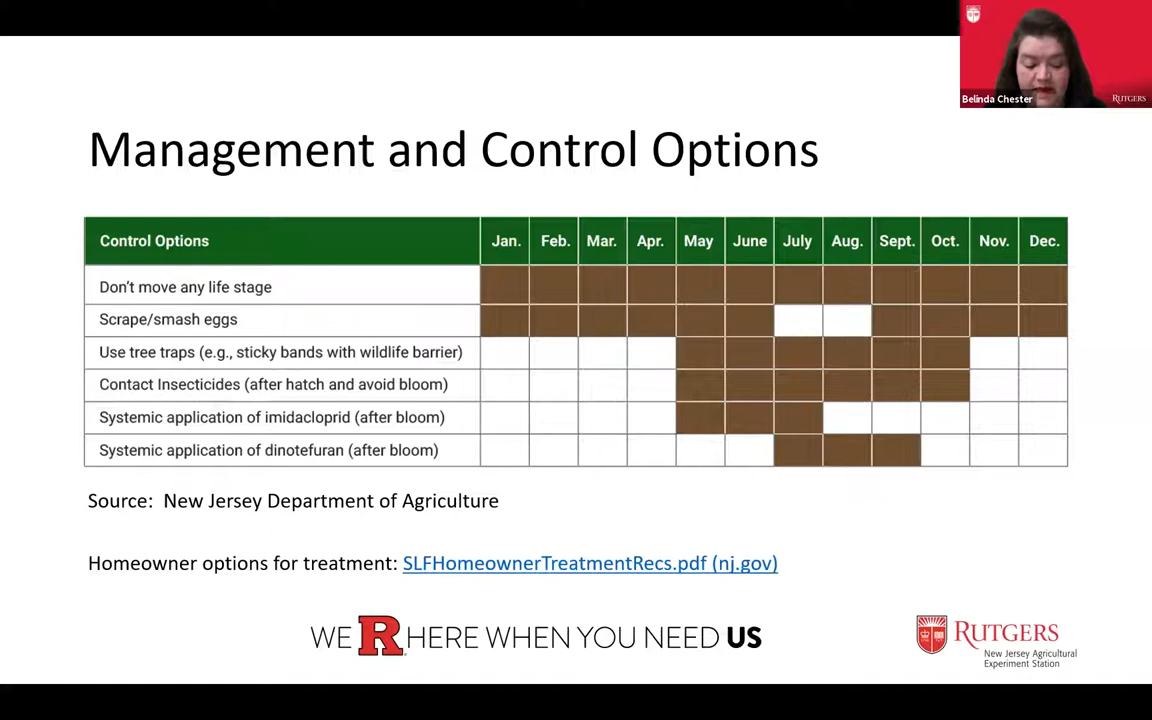 Belinda Chester
RUTGERS
Management and Control Options
Control Options Jan. Feb. Mar. Apr. May June July Aug. Sept. Oct. Nov. Dec.
Don't move any life stage
Scrape/smash eggs
Use tree traps (e.g., sticky bands with wildlife barrier)
Contact Insecticides (after hatch and avoid bloom)
Systemic application of imidacloprid (after bloom)
Systemic application of dinotefuran (after bloom)
Source: New Jersey Department of Agriculture
Homeowner options for treatment: SLFHomeownerTreatmentRecs.pdf (nj.gov)
WE R HERE WHEN YOU NEED US
RUTGERS
New Jersey Agricultural
Experiment Station